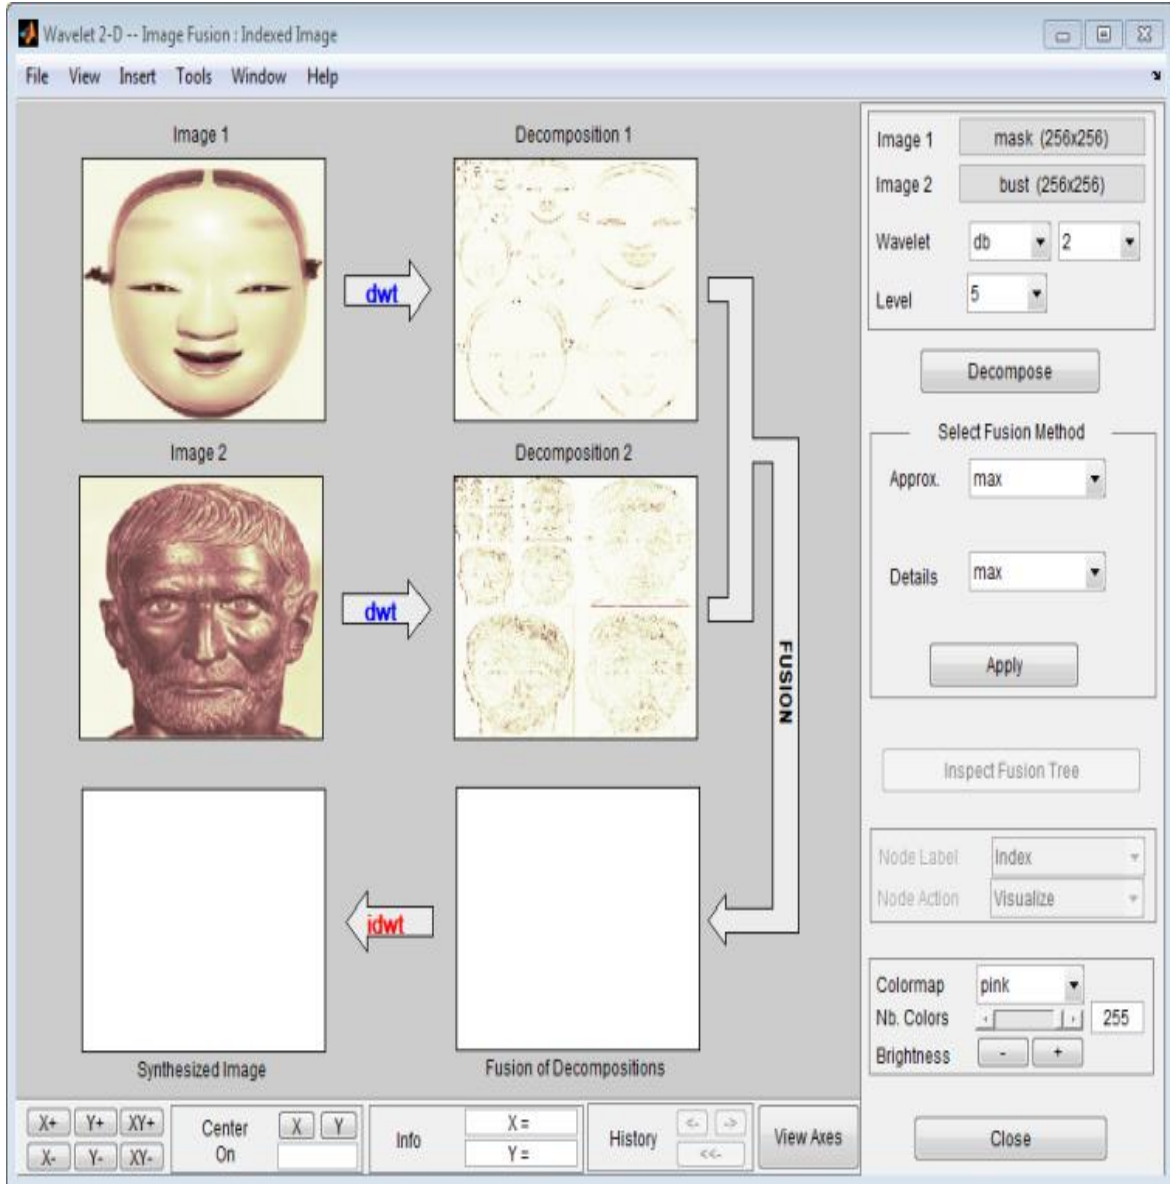 Wavelet 2-D -- Image Fusion : Indexed Image
File View Insert Tools Window Help
Image 1
Decomposition 1
dwt
Image 2
Decomposition 2
dwt
FUSION
idwt
Synthesized Image
Fusion of Decompositions
Image 1 mask (256x256)
Image 2 bust (256x256)
Wavelet db 2
Level 5
Decompose
Select Fusion Method
Approx. max
Details max
Apply
Inspect Fusion Tree
Node Label Index
Node Action Visualize
Colormap pink
Nb. Colors 255
Brightness - +
X+ Y+ XY+
X- Y- XY-
Center On X Y
Info X = Y =
History <- -> <<-
View Axes
Close